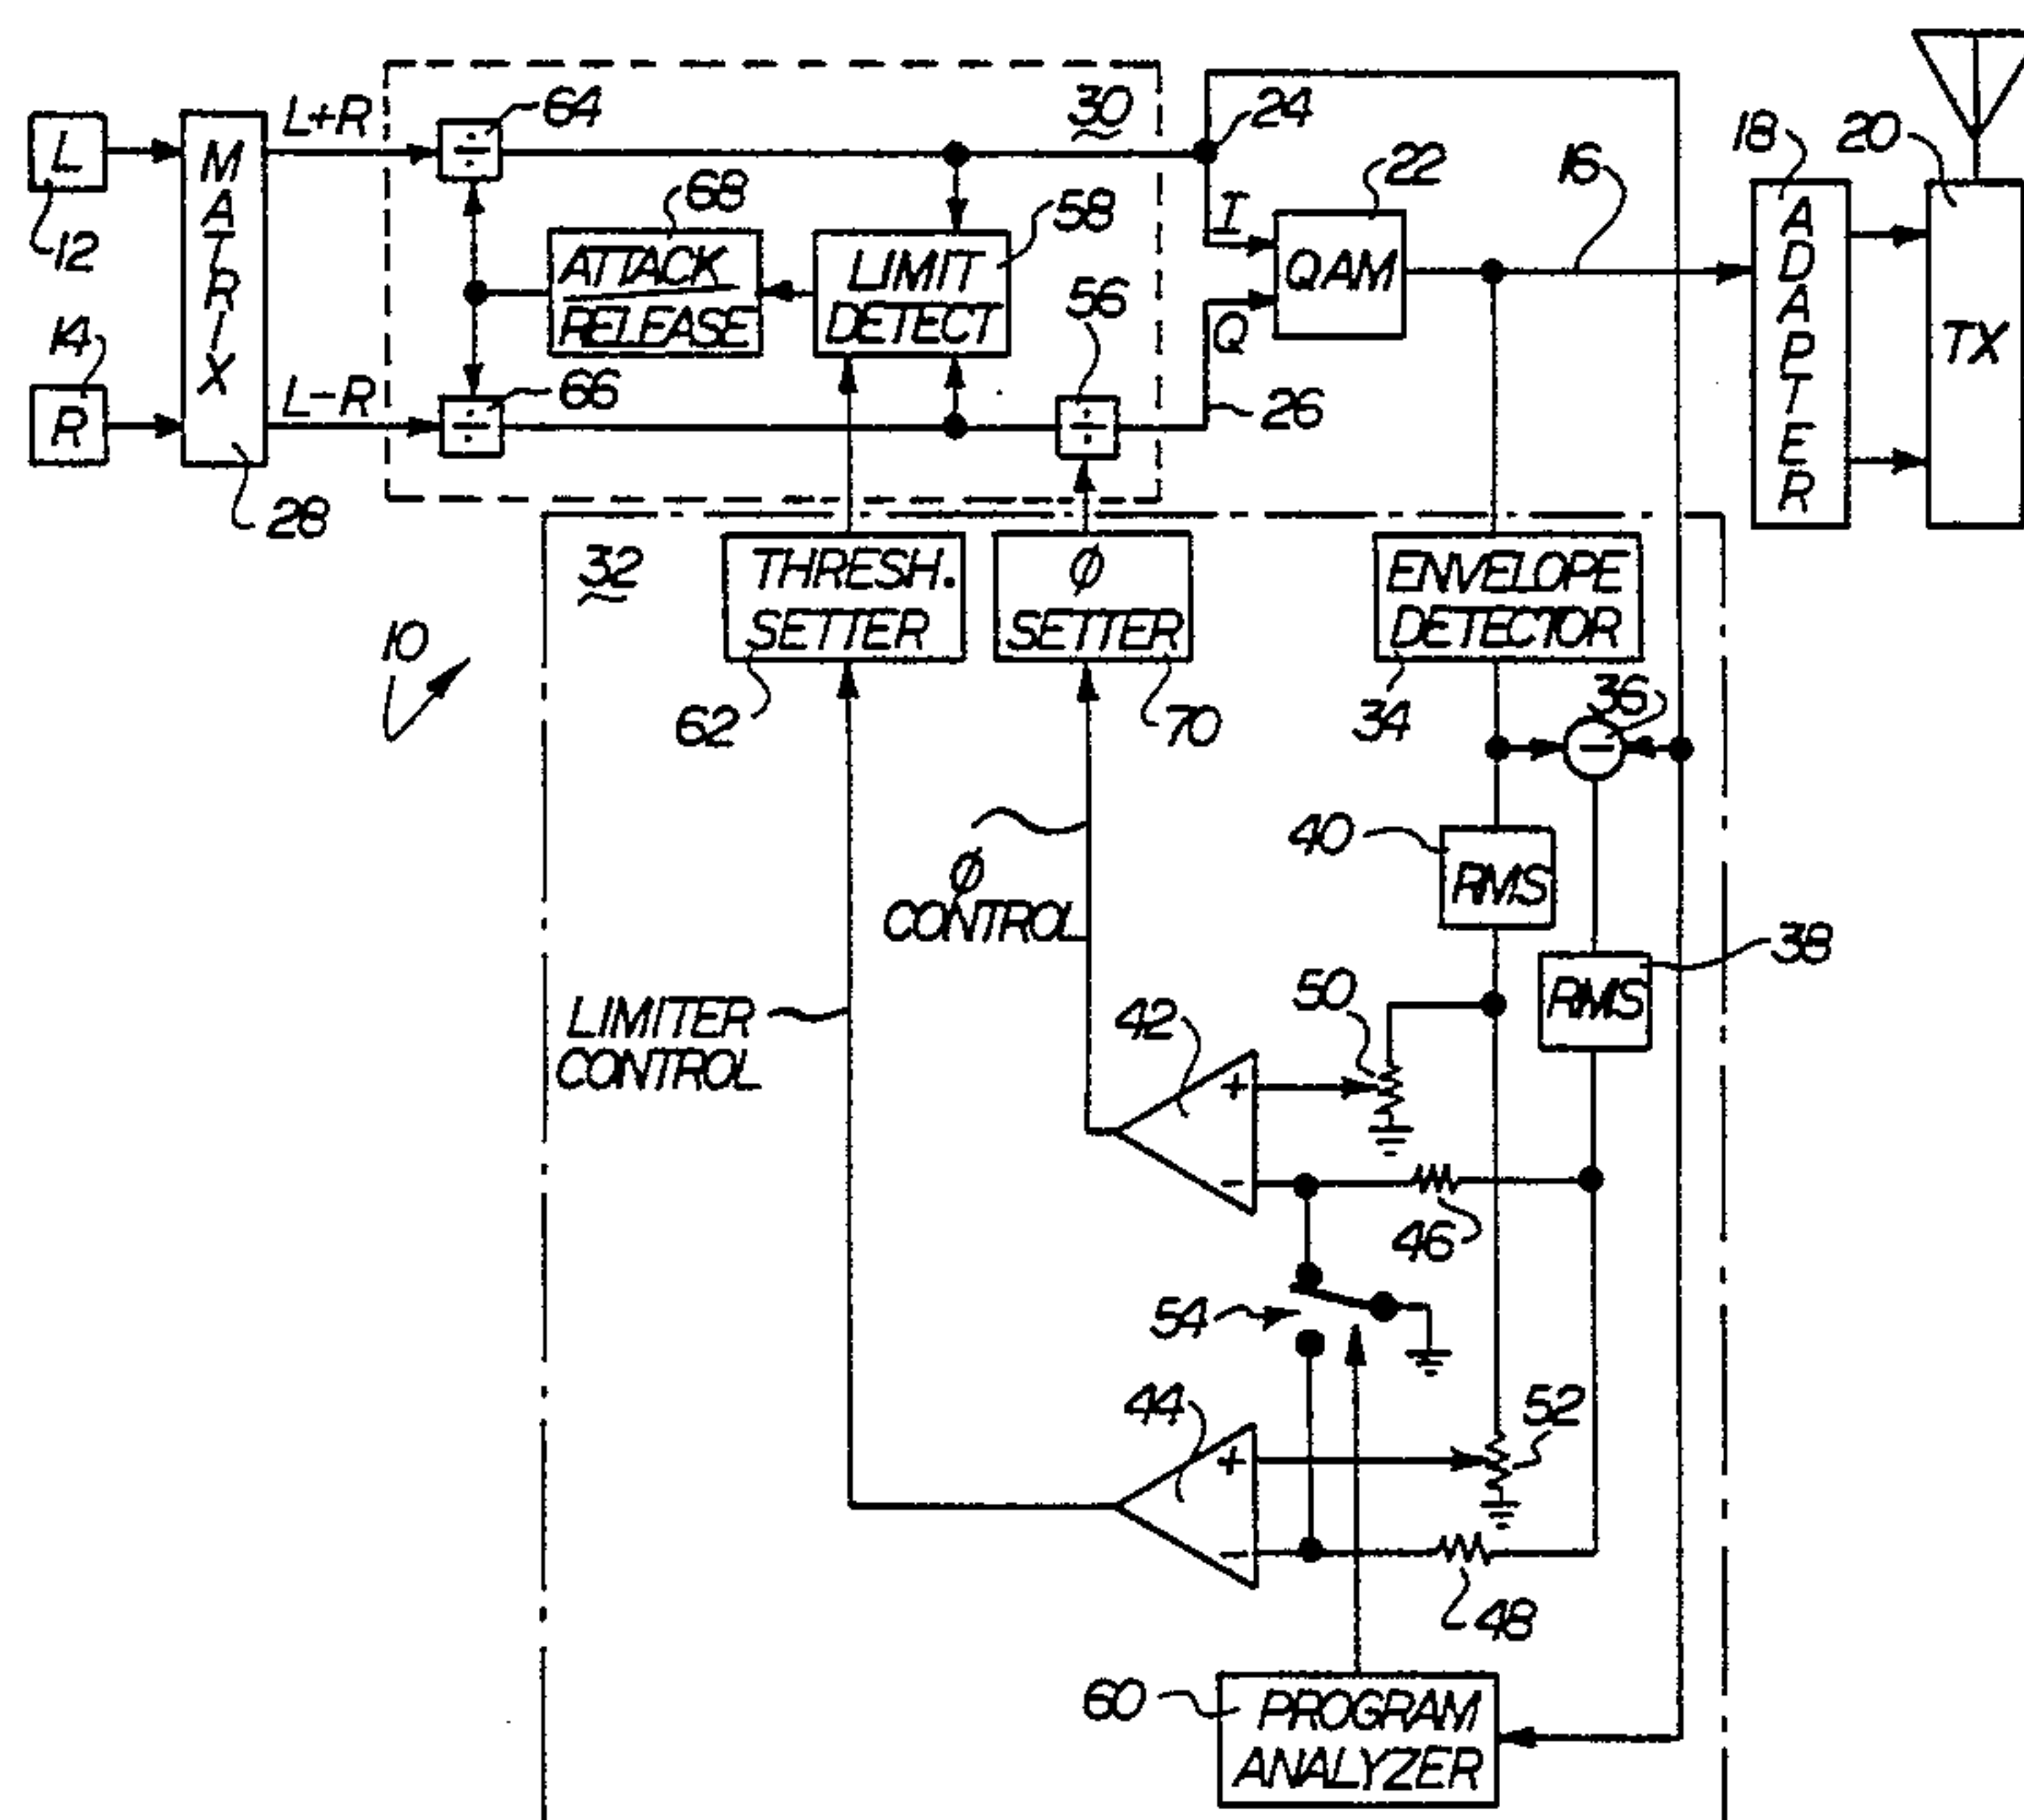 L
12
R
14
MATRIX
28
L+R
L-R
64
30
24
68
ATTACK
RELEASE
58
LIMIT
DETECT
66
56
I
Q
22
QAM
26
16
18
ADAPTER
20
TX
10
32
THRESH.
SETTER
62
ø
SETTER
70
ENVELOPE
DETECTOR
34
36
-
40
RMS
38
RMS
ø
CONTROL
LIMITER
CONTROL
42
+
-
50
46
54
44
+
-
52
48
60
PROGRAM
ANALYZER